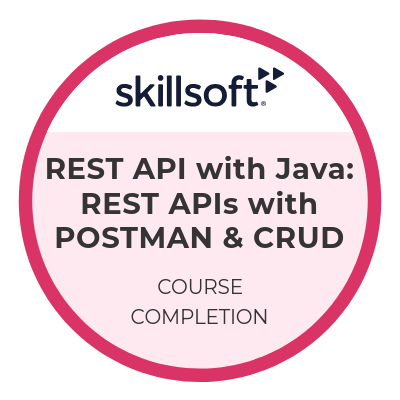 skillsoft®
REST API with Java:
REST APIs with
POSTMAN & CRUD
COURSE
COMPLETION